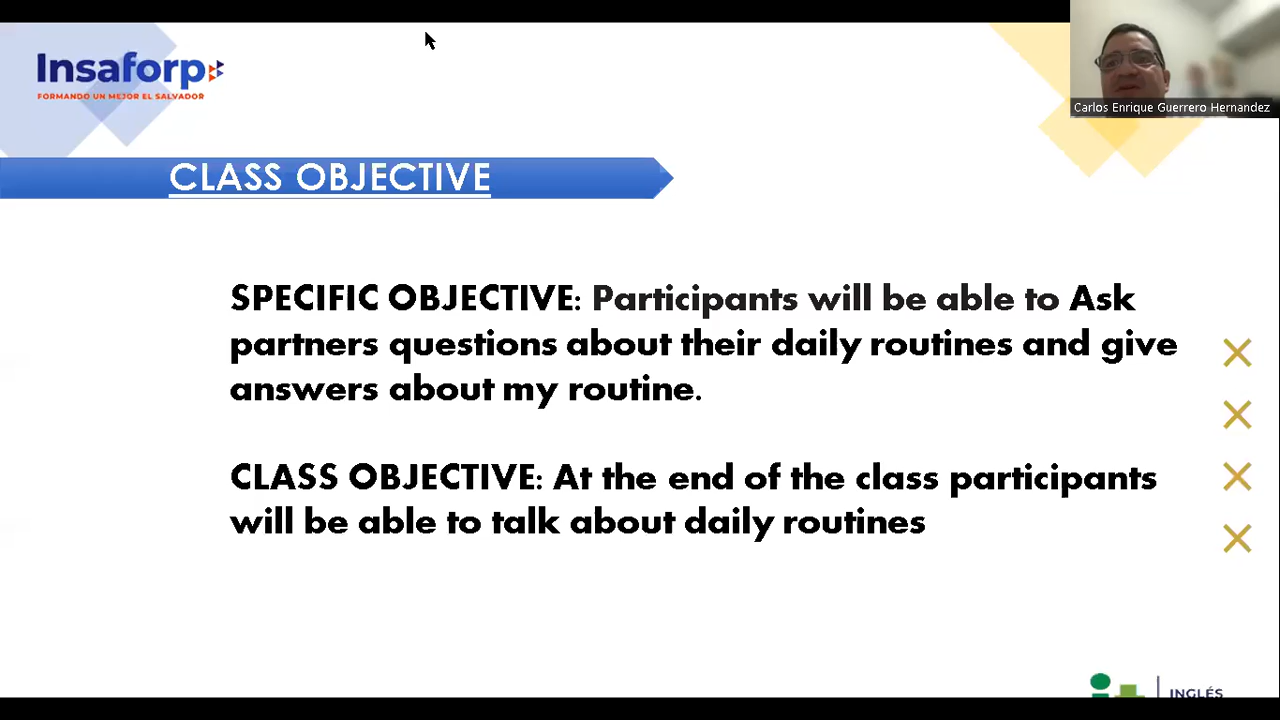 Insaforp
FORMANDO UN MEJOR EL SALVADOR
Carlos Enrique Guerrero Hernandez
CLASS OBJECTIVE
SPECIFIC OBJECTIVE: Participants will be able to Ask
partners questions about their daily routines and give
answers about my routine.
CLASS OBJECTIVE: At the end of the class participants
will be able to talk about daily routines
INGLÉS